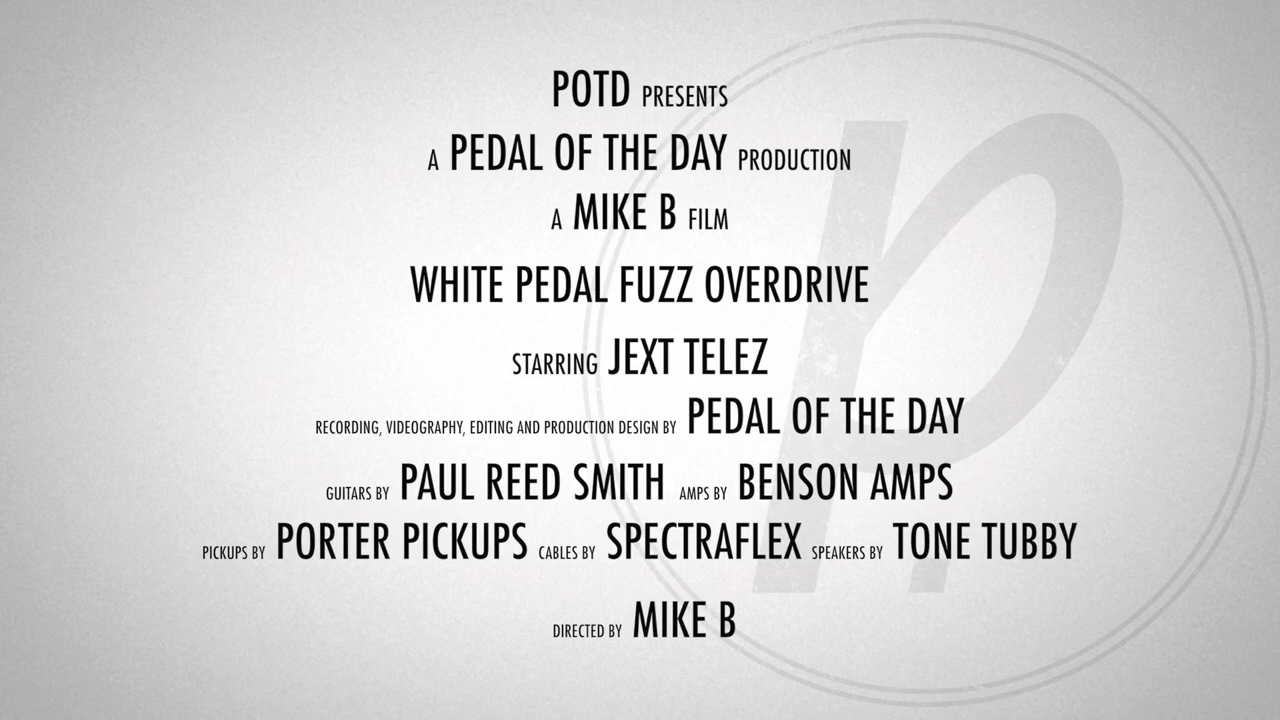 POTD PRESENTS
A PEDAL OF THE DAY PRODUCTION
A MIKE B FILM
WHITE PEDAL FUZZ OVERDRIVE
STARRING JEXT TELEZ
RECORDING, VIDEOGRAPHY, EDITING AND PRODUCTION DESIGN BY PEDAL OF THE DAY
GUITARS BY PAUL REED SMITH AMPS BY BENSON AMPS
PICKUPS BY PORTER PICKUPS CABLES BY SPECTRAFLEX SPEAKERS BY TONE TUBBY
DIRECTED BY MIKE B